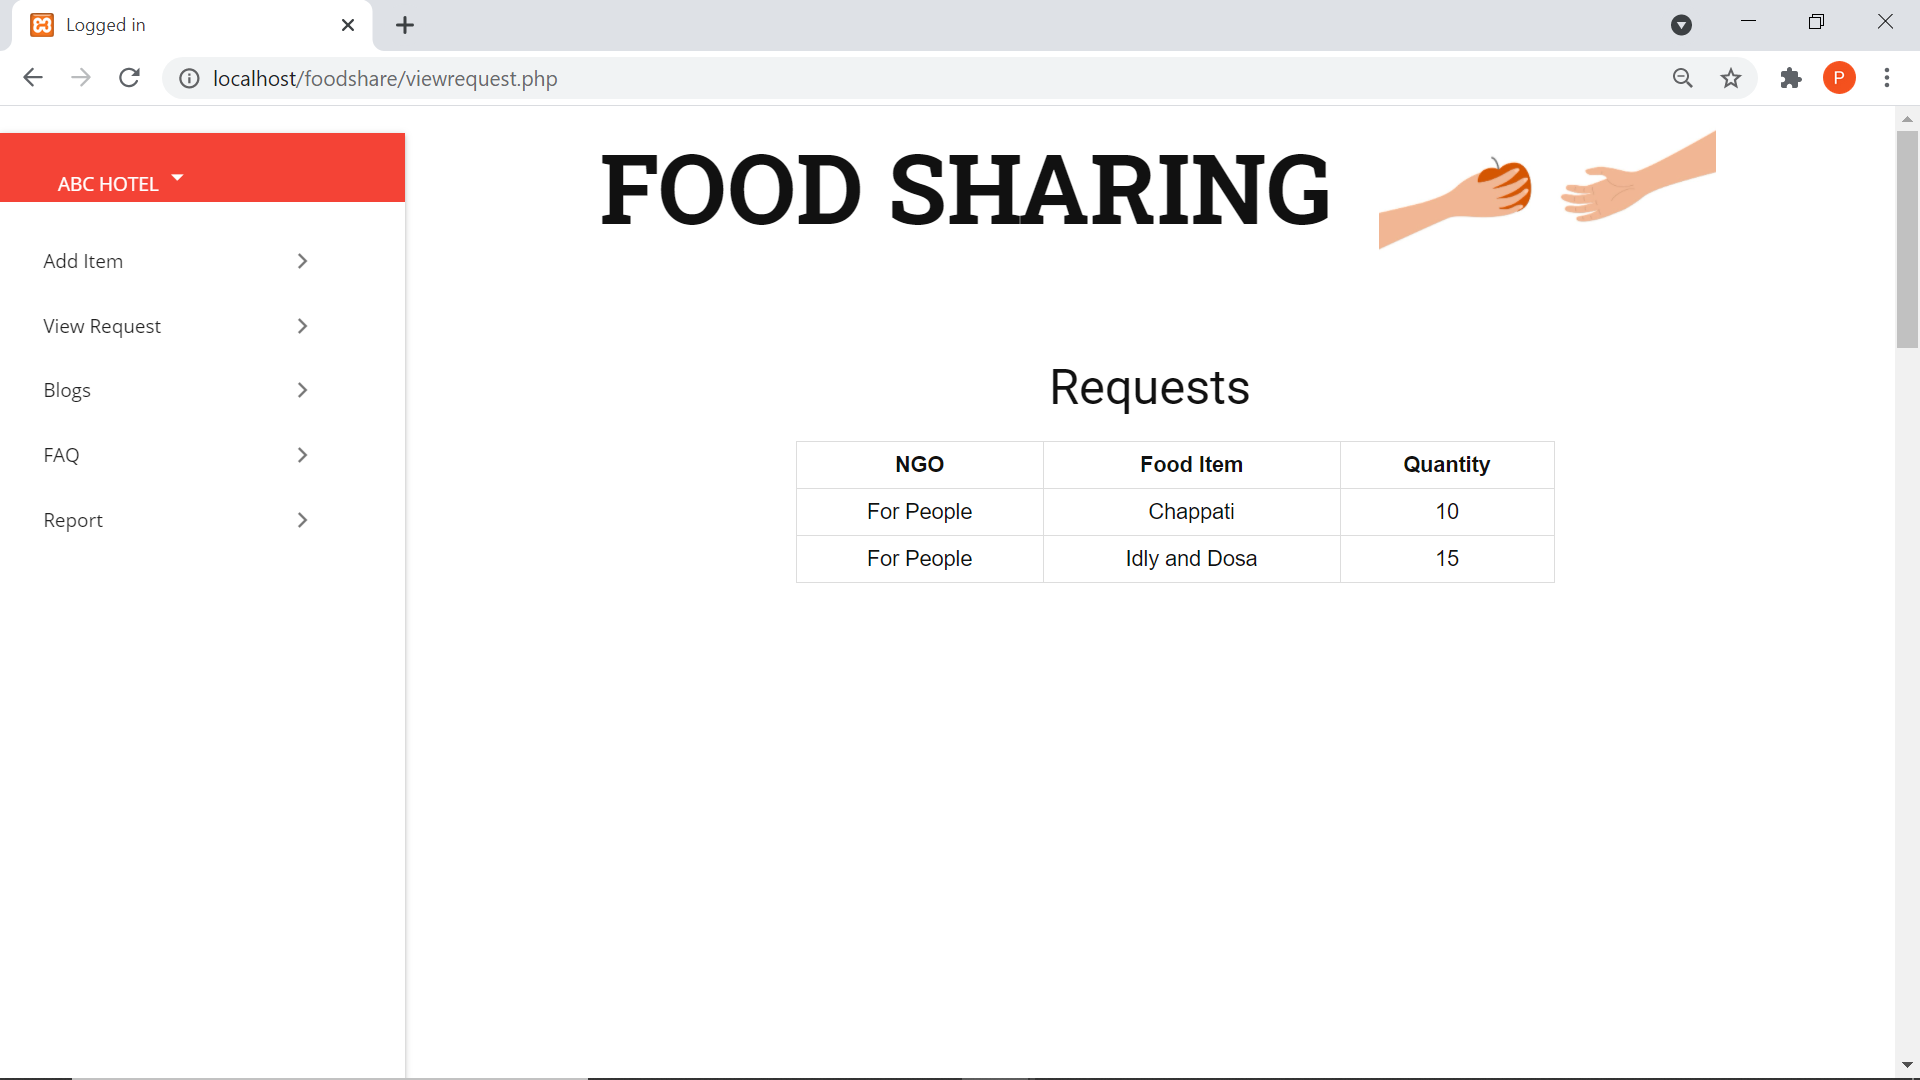 Logged in
localhost/foodshare/viewrequest.php
P
ABC HOTEL
FOOD SHARING
Add Item
View Request
Blogs
FAQ
Report
Requests
NGO Food Item Quantity
For People Chappati 10
For People Idly and Dosa 15